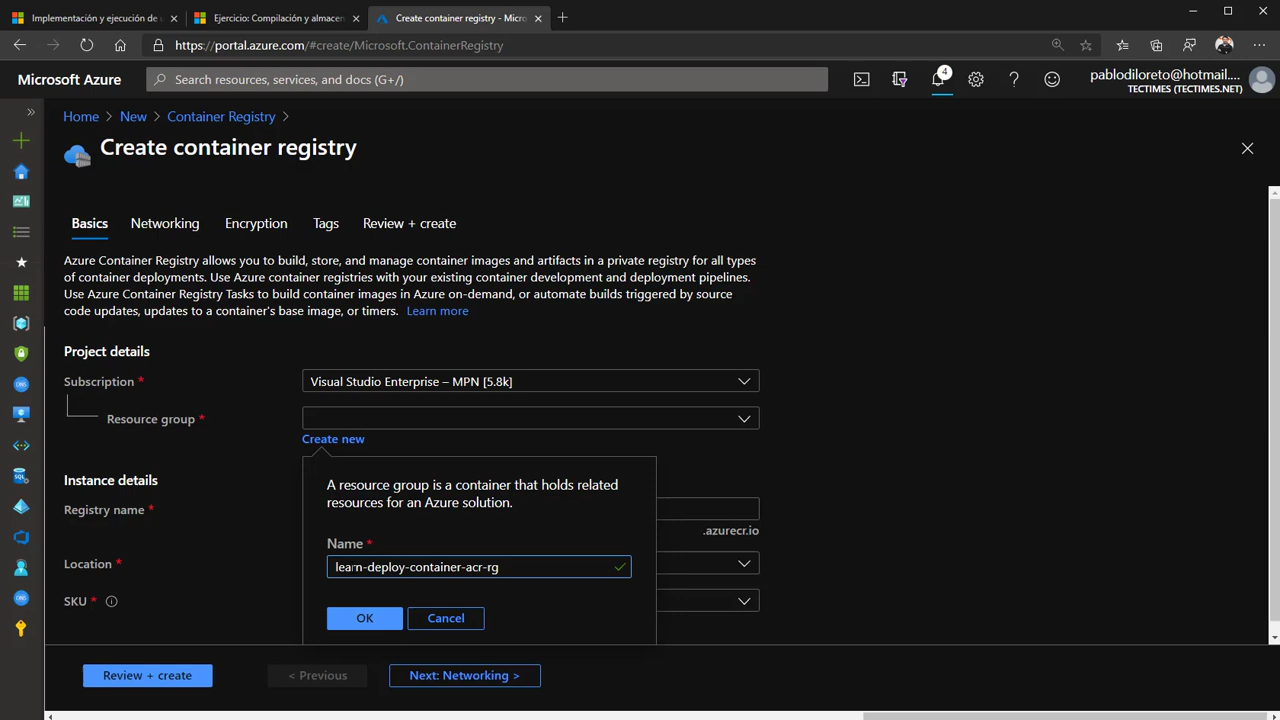 Implementación y ejecución de u
Ejercicio: Compilación y almacer
Create container registry - Micro
https://portal.azure.com/#create/Microsoft.ContainerRegistry
Microsoft Azure
Search resources, services, and docs (G+/)
4
pablodiloreto@hotmail....
TECTIMES (TECTIMES.NET)
Home > New > Container Registry >
Create container registry
Basics Networking Encryption Tags Review + create
Azure Container Registry allows you to build, store, and manage container images and artifacts in a private registry for all types
of container deployments. Use Azure container registries with your existing container development and deployment pipelines.
Use Azure Container Registry Tasks to build container images in Azure on-demand, or automate builds triggered by source
code updates, updates to a container's base image, or timers. Learn more
Project details
Subscription *
Visual Studio Enterprise – MPN [5.8k]
Resource group *
Create new
A resource group is a container that holds related
resources for an Azure solution.
Name *
learn-deploy-container-acr-rg
OK Cancel
Instance details
Registry name *
.azurecr.io
Location *
SKU *
Review + create
< Previous
Next: Networking >
DNS
SQL
DNS